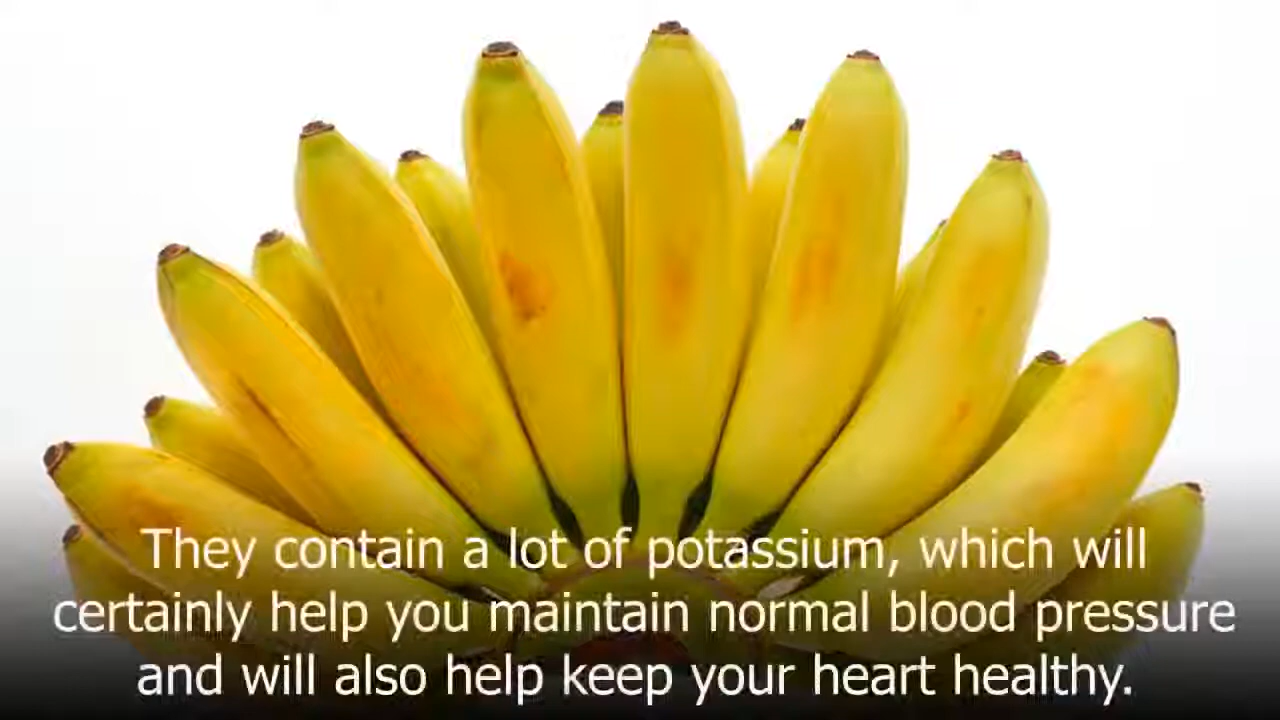 They contain a lot of potassium, which will
certainly help you maintain normal blood pressure
and will also help keep your heart healthy.